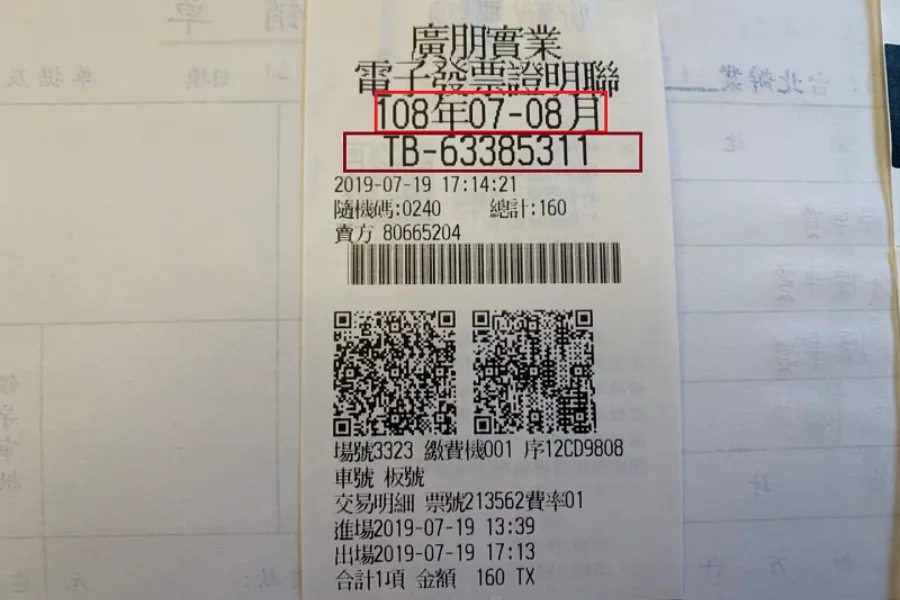 廣朋實業
電子發票證明聯
108年07-08月
TB-63385311
2019-07-19 17:14:21
隨機碼:0240 總計:160
賣方 80665204
場號3323 繳費機001 序12CD9808
車號 板號
交易明細 票號213562費率01
進場2019-07-19 13:39
出場2019-07-19 17:13
合計1項 金額 160 TX